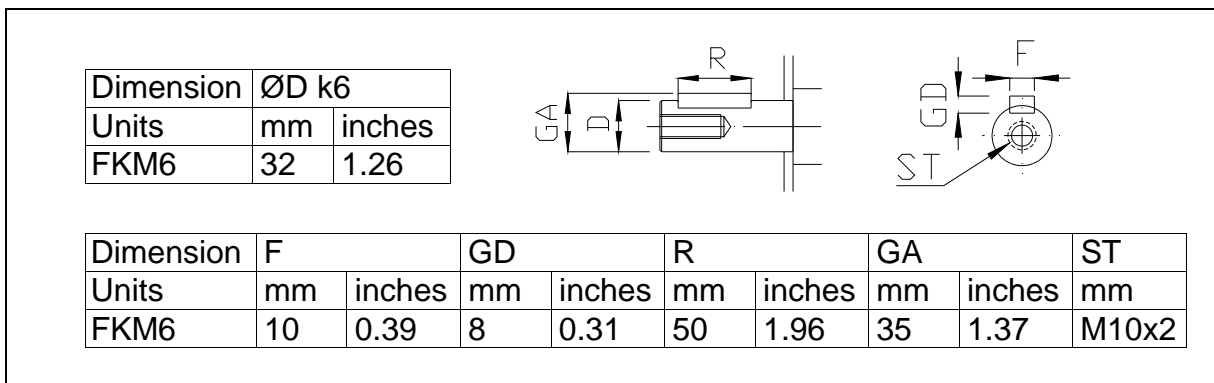 Dimension ØD k6
Units mm inches
FKM6 32 1.26
R
GA
D
F
GD
ST
Dimension F GD R GA ST
Units mm inches mm inches mm inches mm inches mm
FKM6 10 0.39 8 0.31 50 1.96 35 1.37 M10x2